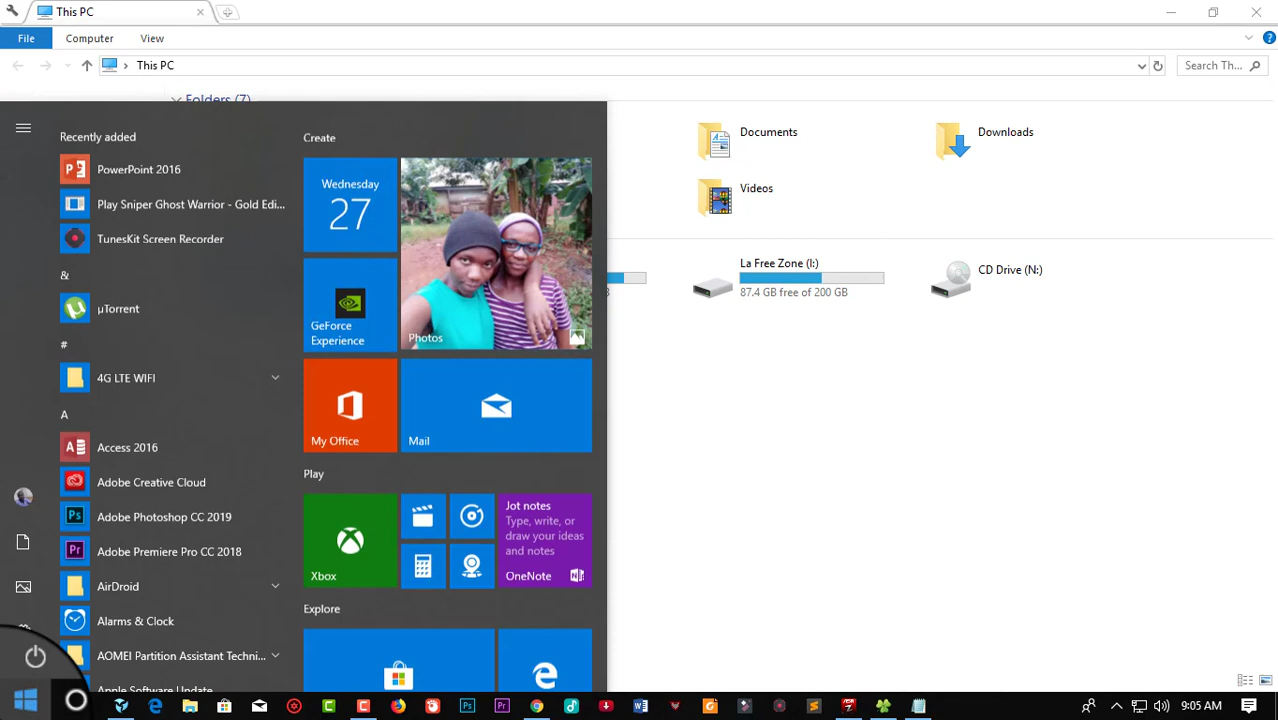 This PC
File
Computer
View
This PC
Search Th...
Folders (7)
Documents
Downloads
Videos
La Free Zone (I:)
87.4 GB free of 200 GB
CD Drive (N:)
Recently added
PowerPoint 2016
Play Sniper Ghost Warrior - Gold Edi...
TunesKit Screen Recorder
&
µTorrent
#
4G LTE WIFI
A
Access 2016
Adobe Creative Cloud
Adobe Photoshop CC 2019
Adobe Premiere Pro CC 2018
AirDroid
Alarms & Clock
AOMEI Partition Assistant Techni...
Apple Software Update
Create
Wednesday
27
GeForce
Experience
Photos
My Office
Mail
Play
Xbox
Jot notes
Type, write, or
draw your ideas
and notes
OneNote
Explore
9:05 AM